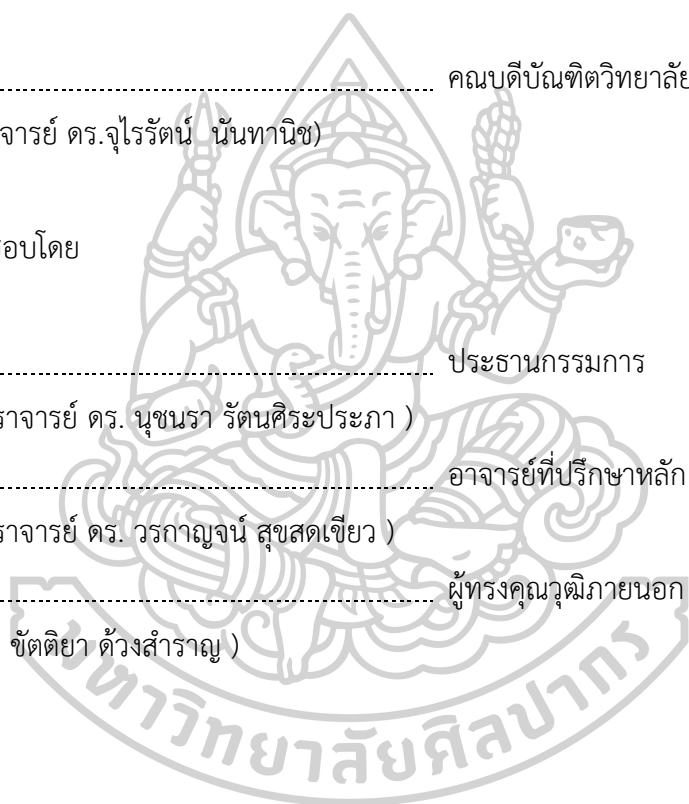 คณบดีบัณฑิตวิทยาลัย
จารย์ ดร.จุไรรัตน์ นันทานิช)
อบโดย
ประธานกรรมการ
ราจารย์ ดร. นุชนรา รัตนศิระประภา )
อาจารย์ที่ปรึกษาหลัก
ราจารย์ ดร. วรกาญจน์ สุขสดเขียว )
ผู้ทรงคุณวุฒิภายนอก
ขัตติยา ด้วงสำราญ )
มหาวิทยาลัยศิลปากร